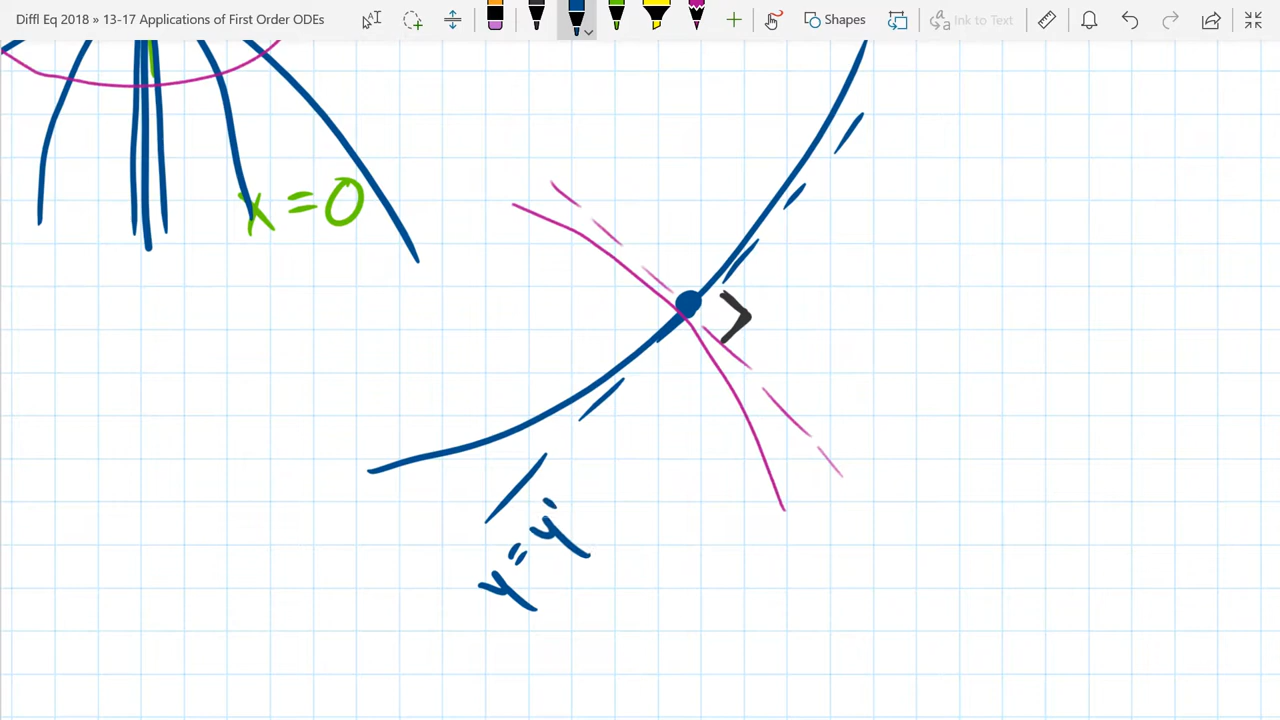 Diffl Eq 2018 » 13-17 Applications of First Order ODEs
Shapes
Ink to Text
x = 0
y = y